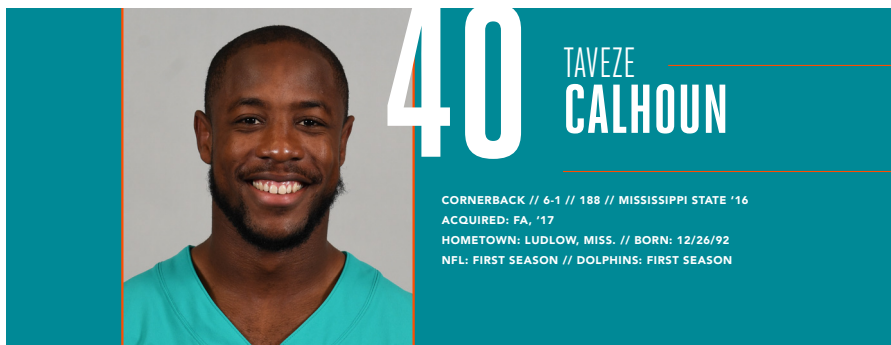 40
TAVEZE
CALHOUN
CORNERBACK // 6-1 // 188 // MISSISSIPPI STATE ‘16
ACQUIRED: FA, ‘17
HOMETOWN: LUDLOW, MISS. // BORN: 12/26/92
NFL: FIRST SEASON // DOLPHINS: FIRST SEASON